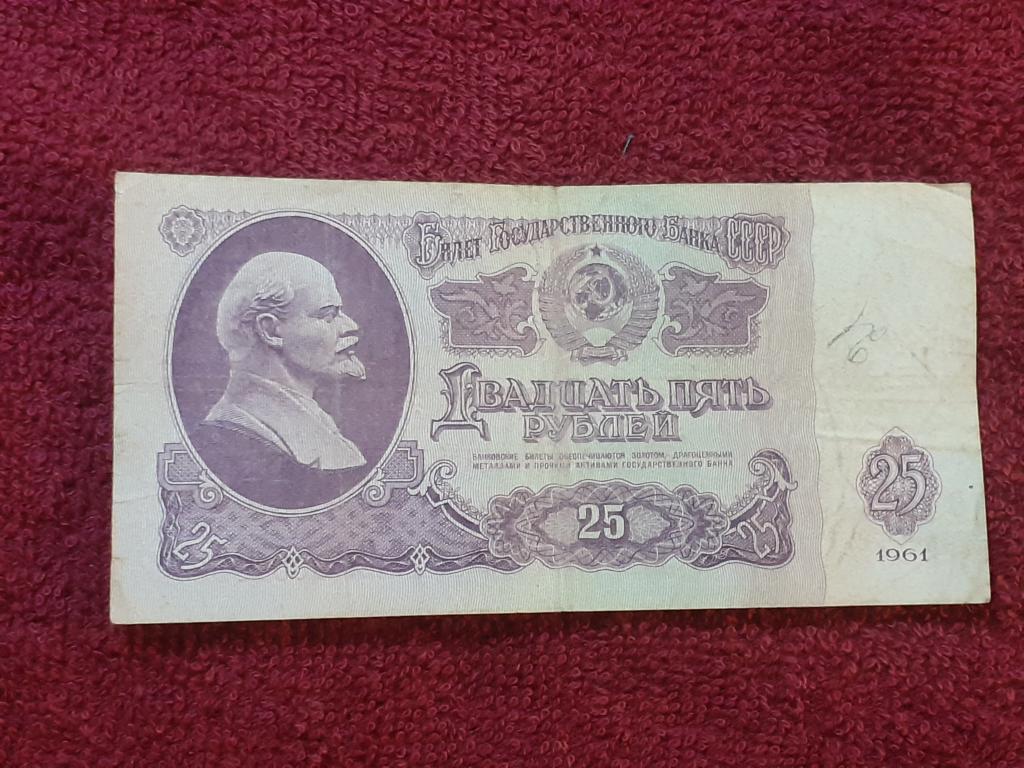 Билет Государственного Банка СССР
Двадцать пять
рублей
БАНКОВСКИЕ БИЛЕТЫ ОБЕСПЕЧИВАЮТСЯ ЗОЛОТОМ, ДРАГОЦЕННЫМИ
МЕТАЛЛАМИ И ПРОЧИМИ АКТИВАМИ ГОСУДАРСТВЕННОГО БАНКА
25
25
25
25
1961